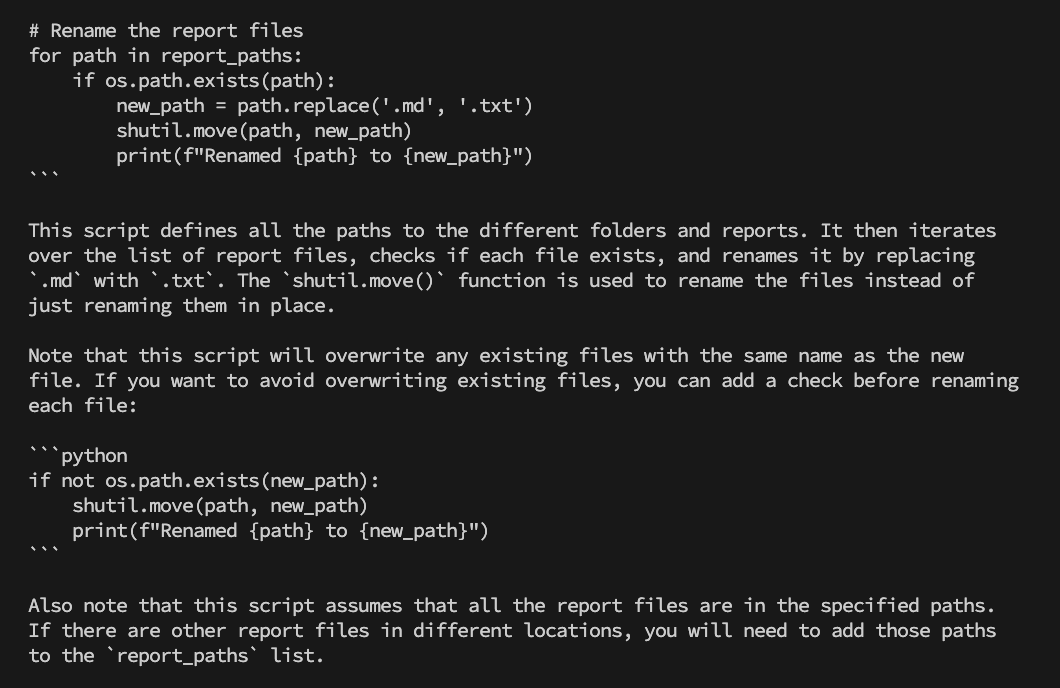 # Rename the report files
for path in report_paths:
    if os.path.exists(path):
        new_path = path.replace('.md', '.txt')
        shutil.move(path, new_path)
        print(f"Renamed {path} to {new_path}")
```
This script defines all the paths to the different folders and reports. It then iterates
over the list of report files, checks if each file exists, and renames it by replacing
`.md` with `.txt`. The `shutil.move()` function is used to rename the files instead of
just renaming them in place.
Note that this script will overwrite any existing files with the same name as the new
file. If you want to avoid overwriting existing files, you can add a check before renaming
each file:
```python
if not os.path.exists(new_path):
    shutil.move(path, new_path)
    print(f"Renamed {path} to {new_path}")
```
Also note that this script assumes that all the report files are in the specified paths.
If there are other report files in different locations, you will need to add those paths
to the `report_paths` list.